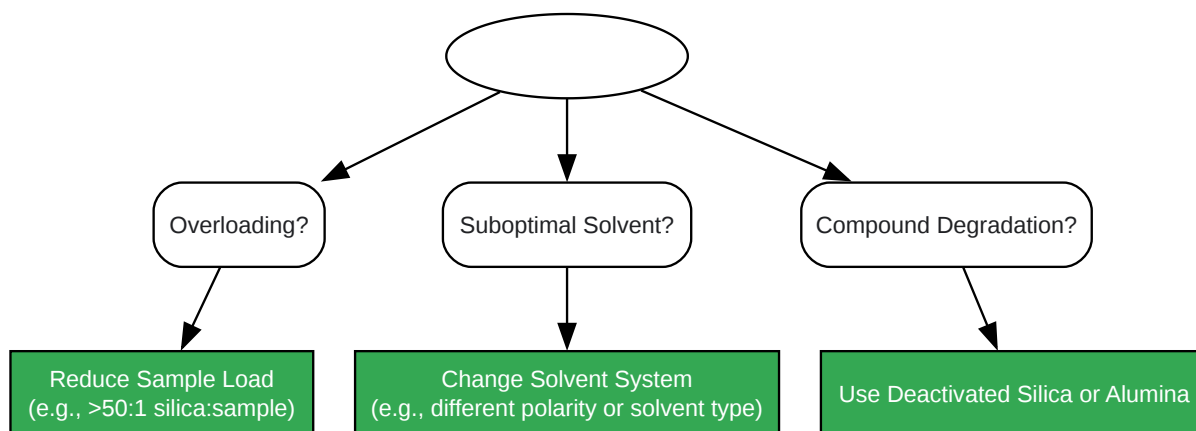 Overloading?
Suboptimal Solvent?
Compound Degradation?
Reduce Sample Load
(e.g., >50:1 silica:sample)
Change Solvent System
(e.g., different polarity or solvent type)
Use Deactivated Silica or Alumina